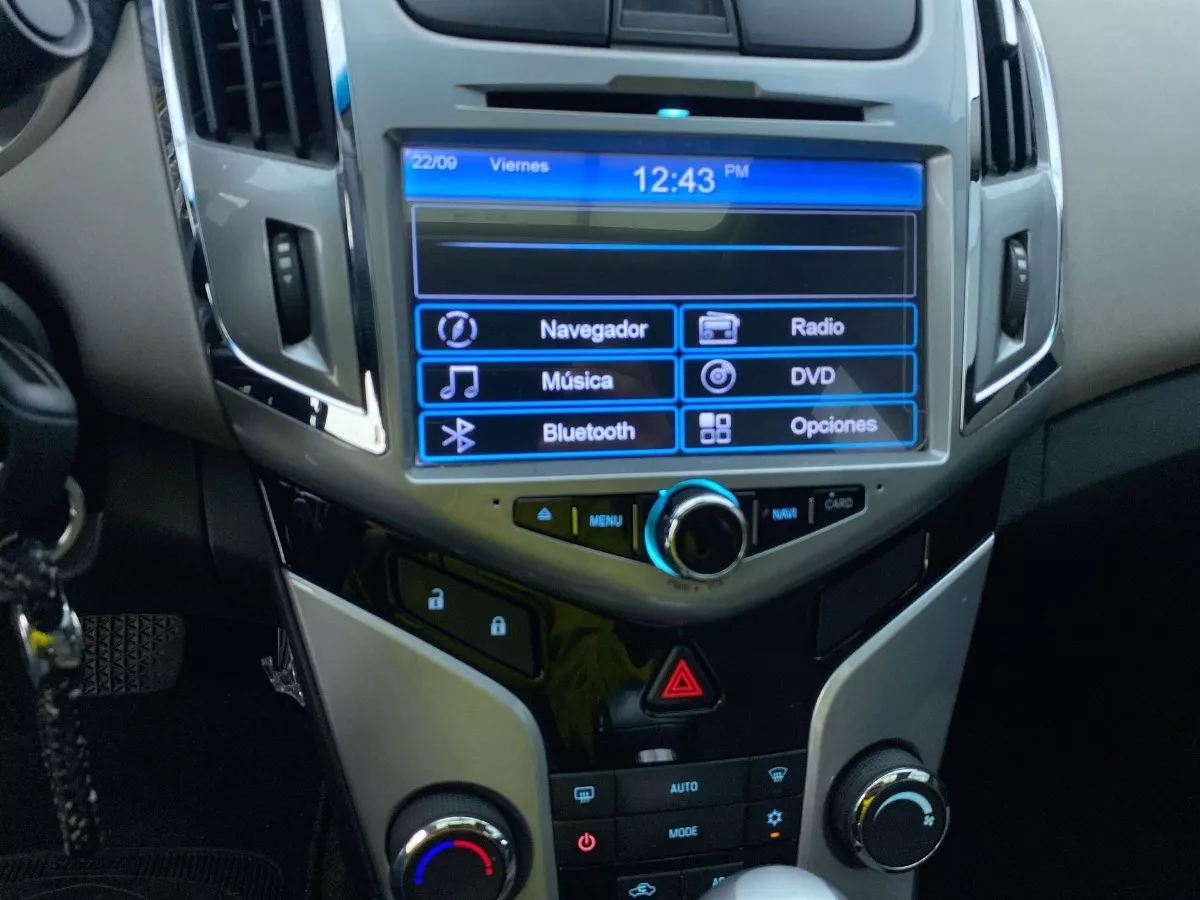 22/09 Viernes 12:43 PM
Navegador Radio
Música DVD
Bluetooth Opciones
MENU NAVI CARD
AUTO
MODE